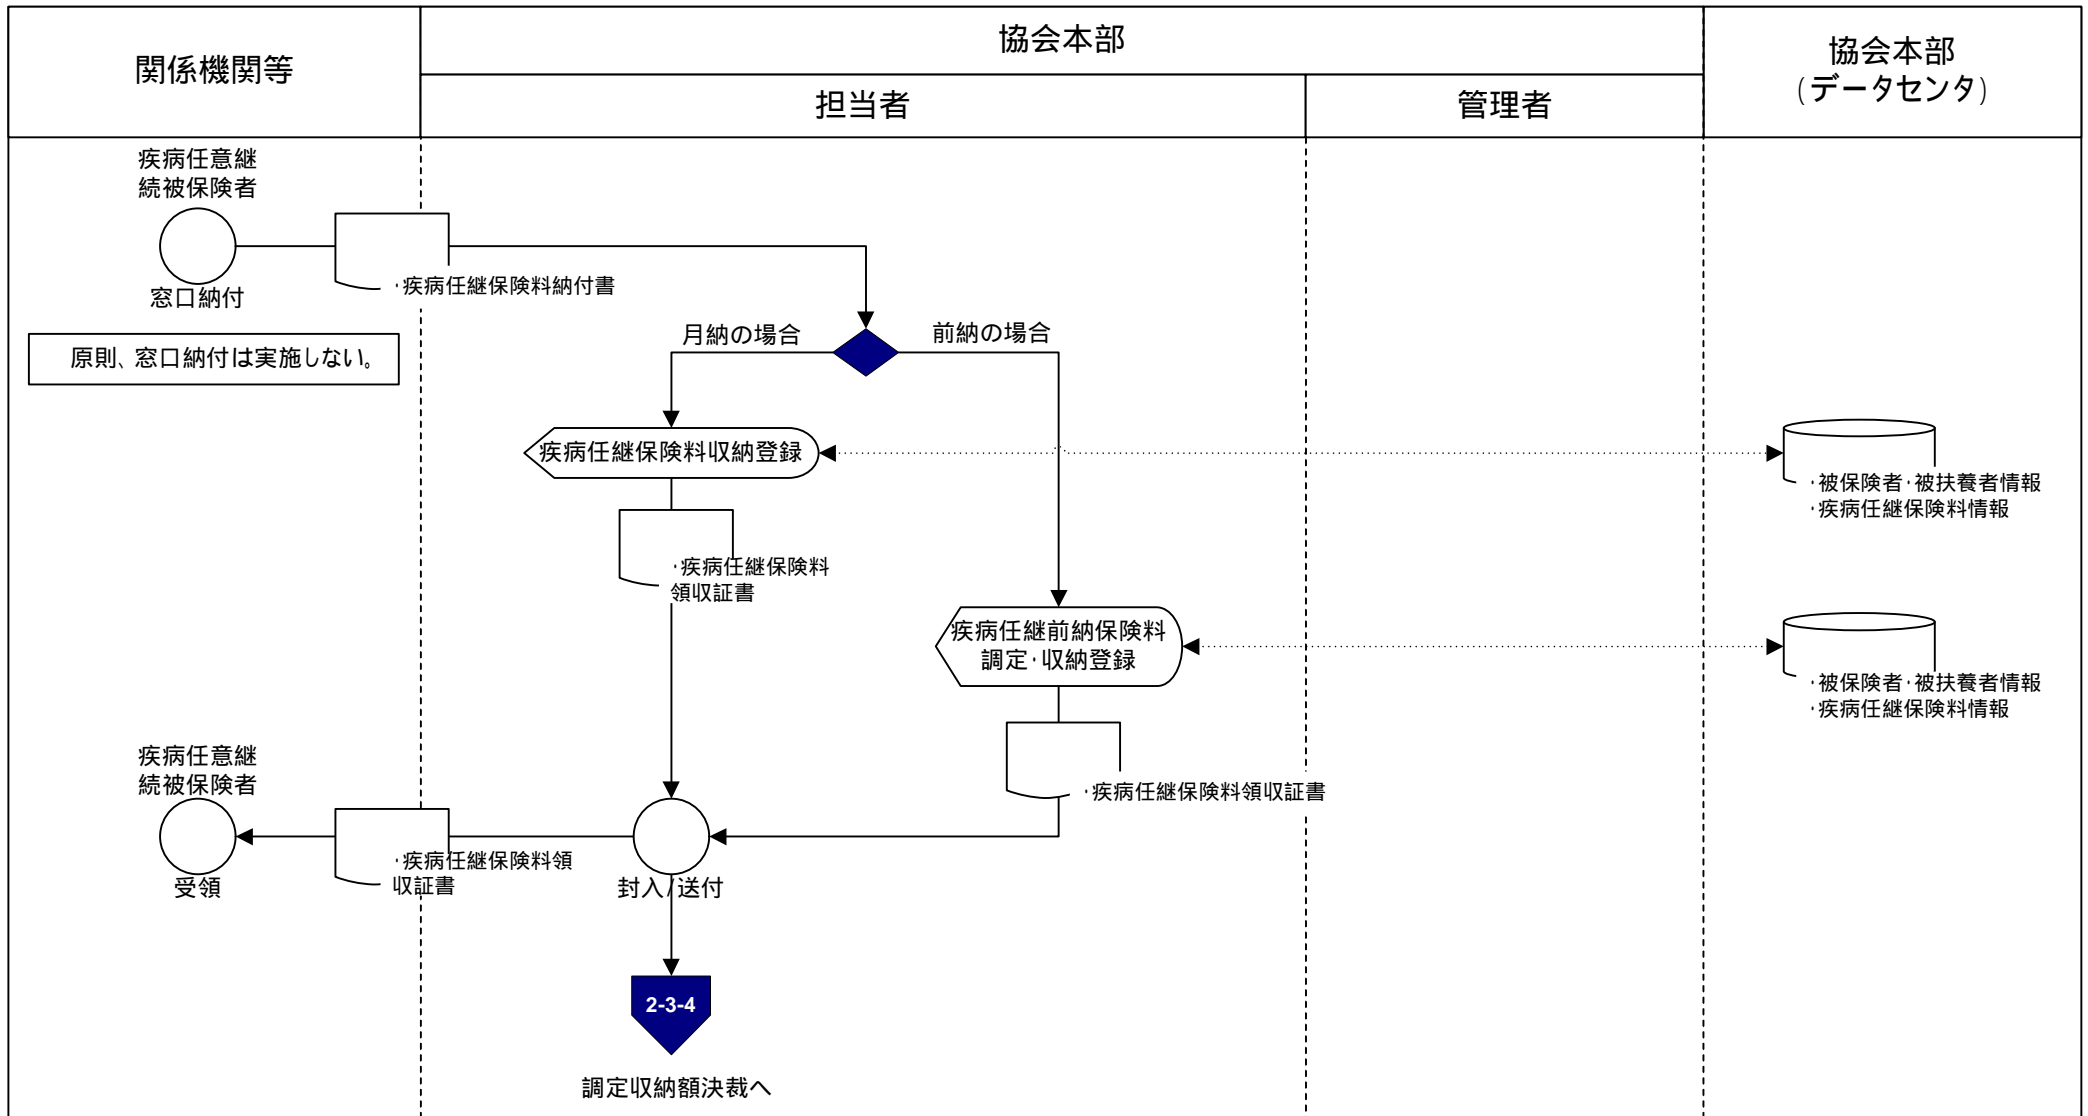 関係機関等
協会本部
担当者
管理者
協会本部
(データセンタ)
疾病任意継
続被保険者
窓口納付
・疾病任継保険料納付書
原則、窓口納付は実施しない。
月納の場合
前納の場合
疾病任継保険料収納登録
・被保険者・被扶養者情報
・疾病任継保険料情報
・疾病任継保険料
領収証書
疾病任継前納保険料
調定・収納登録
・被保険者・被扶養者情報
・疾病任継保険料情報
・疾病任継保険料領収証書
疾病任意継
続被保険者
受領
・疾病任継保険料領
収証書
封入/送付
2-3-4
調定収納額決裁へ